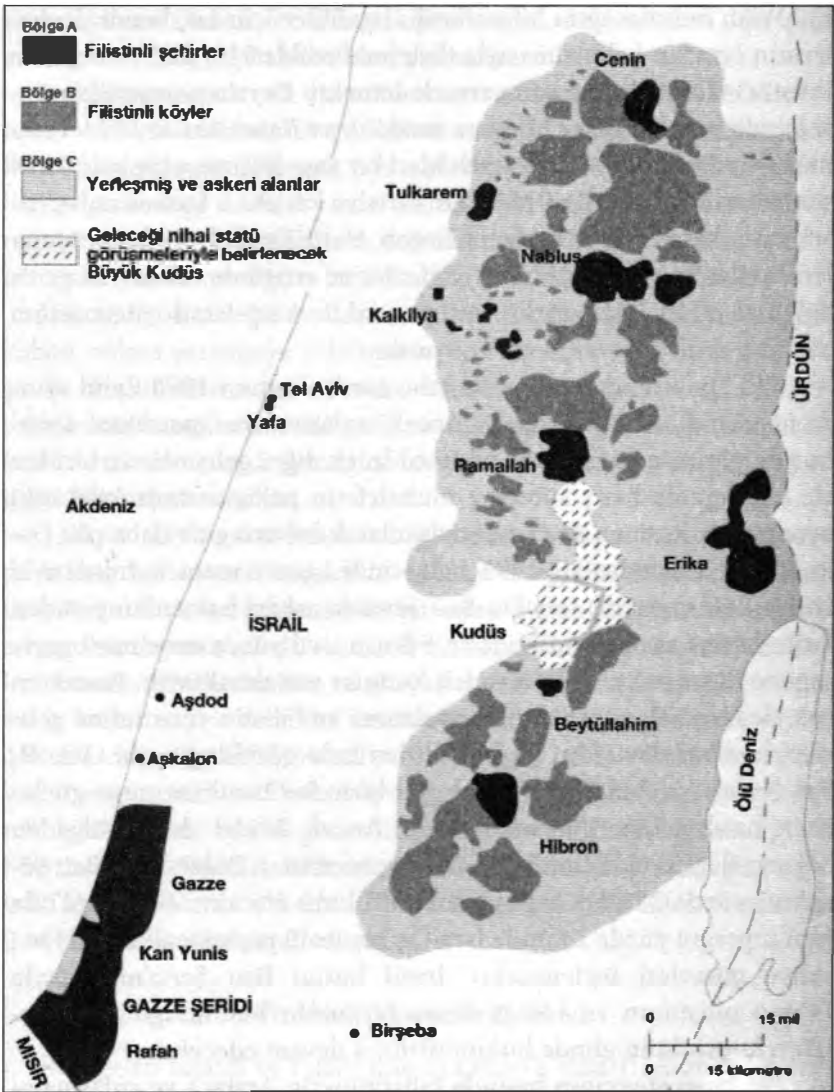 Bölge A
Filistinli şehirler
Bölge B
Filistinli köyler
Bölge C
Yerleşmiş ve askeri alanlar
Geleceği nihai statü
görüşmeleriyle belirlenecek
Büyük Kudüs
Cenin
Tulkarem
Nablus
Kalkilya
ÜRDÜN
Tel Aviv
Yafa
Ramallah
Akdeniz
Erika
İSRAİL
Kudüs
Aşdod
Beytüllahim
Aşkalon
Ölü Deniz
Hibron
Gazze
Kan Yunis
GAZZE ŞERİDİ
MISIR
Rafah
Birşeba
0 15 mil
0 15 kilometre